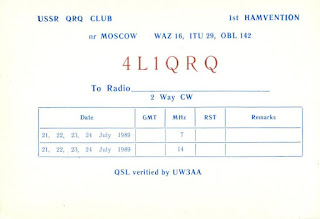 USSR QRQ CLUB 1st HAMVENTION
or MOSCOW WAZ 16, ITU 29, OBL 142
4L1QRQ
To Radio
2 Way CW
Date GMT MHz RST Remarks
21, 22, 23, 24 July 1989 7
21, 22, 23, 24 July 1989 14
QSL veritied by UW3AA